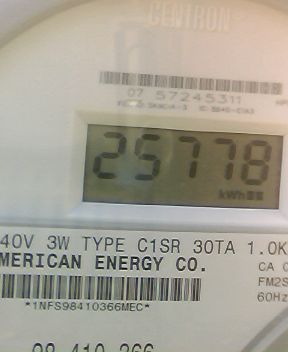 CENTRON
07 57245311
25778
kWh
40V 3W TYPE C1SR 30TA 1.0K
MERICAN ENERGY CO.
CA 0
FM2S
60Hz
*1NFS98410366MEC*
98 410 366